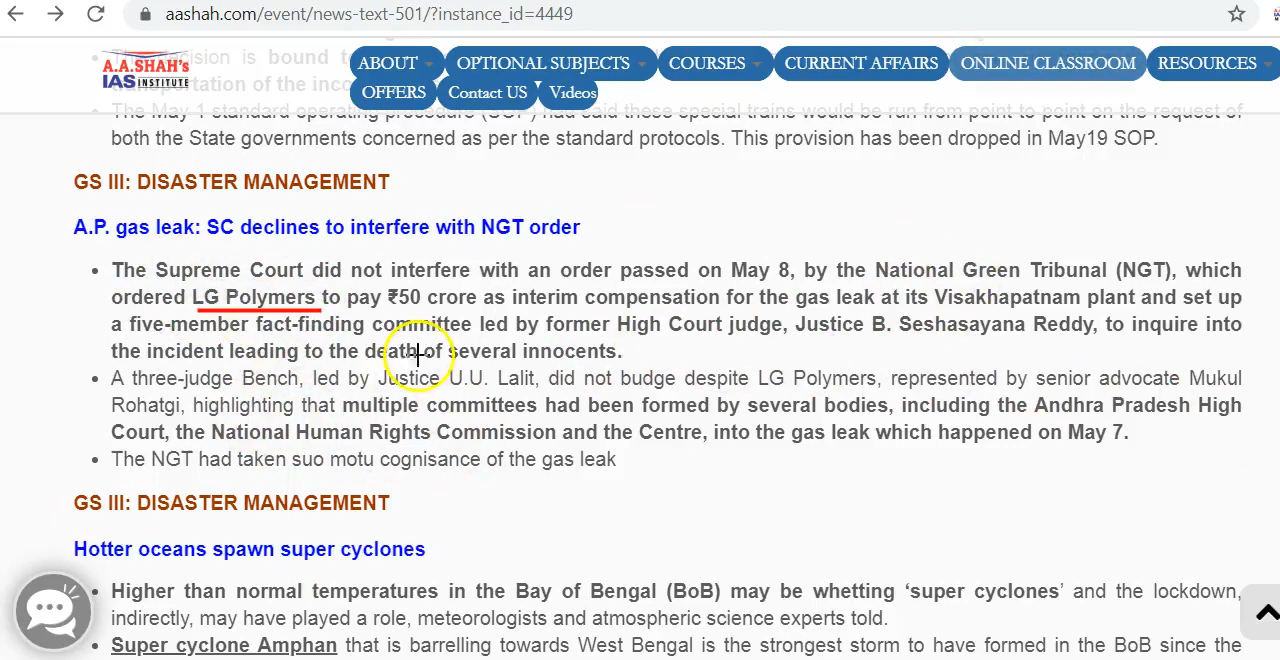 aashah.com/event/news-text-501/?instance_id=4449
A.A.SHAH's
IAS INSTITUTE
ABOUT OPTIONAL SUBJECTS COURSES CURRENT AFFAIRS ONLINE CLASSROOM RESOURCES
OFFERS Contact US Videos
decision is bound t
transportation of the inco
The May 1 standard operating procedure (SOP) had said these special trains would be run from point to point on the request of
both the State governments concerned as per the standard protocols. This provision has been dropped in May19 SOP.
GS III: DISASTER MANAGEMENT
A.P. gas leak: SC declines to interfere with NGT order
• The Supreme Court did not interfere with an order passed on May 8, by the National Green Tribunal (NGT), which
ordered LG Polymers to pay ₹50 crore as interim compensation for the gas leak at its Visakhapatnam plant and set up
a five-member fact-finding committee led by former High Court judge, Justice B. Seshasayana Reddy, to inquire into
the incident leading to the death of several innocents.
• A three-judge Bench, led by Justice U.U. Lalit, did not budge despite LG Polymers, represented by senior advocate Mukul
Rohatgi, highlighting that multiple committees had been formed by several bodies, including the Andhra Pradesh High
Court, the National Human Rights Commission and the Centre, into the gas leak which happened on May 7.
• The NGT had taken suo motu cognisance of the gas leak
GS III: DISASTER MANAGEMENT
Hotter oceans spawn super cyclones
• Higher than normal temperatures in the Bay of Bengal (BoB) may be whetting ‘super cyclones’ and the lockdown,
indirectly, may have played a role, meteorologists and atmospheric science experts told.
• Super cyclone Amphan that is barrelling towards West Bengal is the strongest storm to have formed in the BoB since the